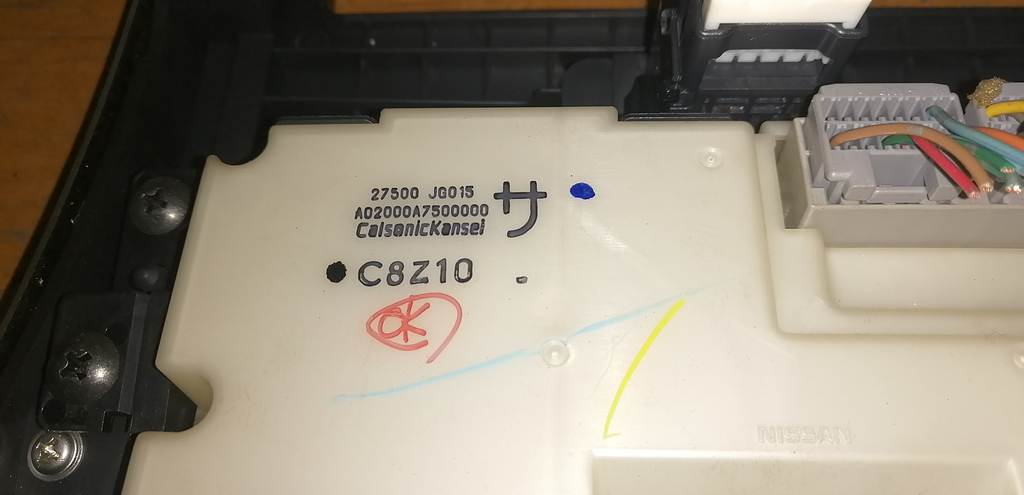 27500 JG015
A02000A7500000
CalsonicKansei
サ
C8Z10 -
OK
NISSAN